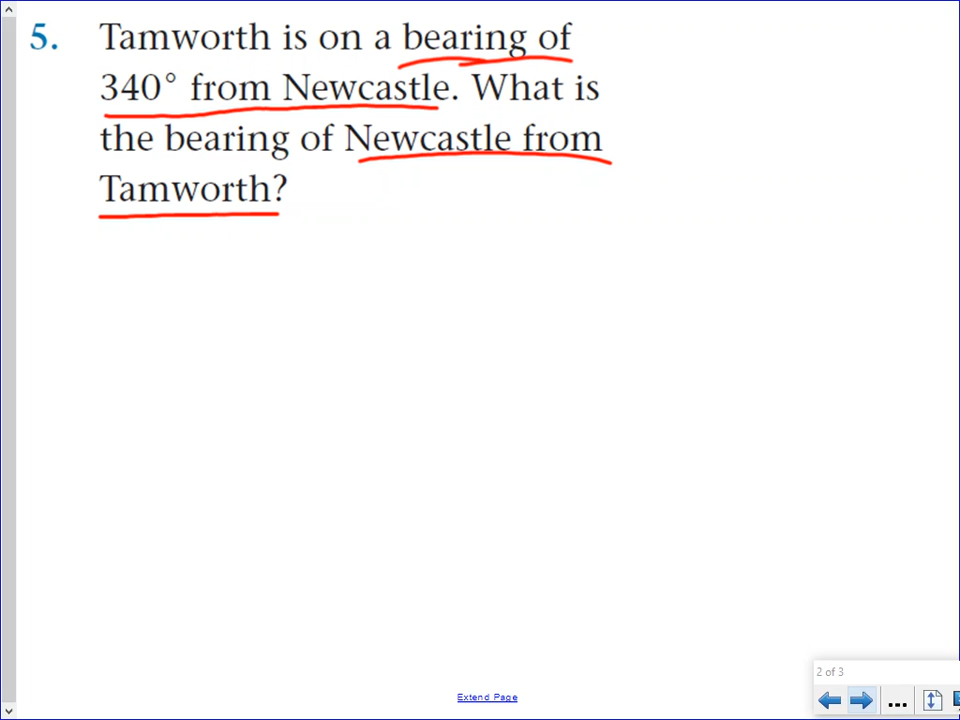 5. Tamworth is on a bearing of
340° from Newcastle. What is
the bearing of Newcastle from
Tamworth?
2 of 3
...
Extend Page